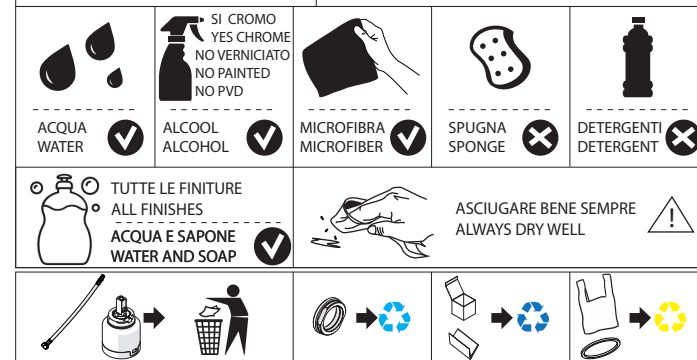 SI CROMO
YES CHROME
NO VERNICIATO
NO PAINTED
NO PVD
ACQUA
WATER
ALCOOL
ALCOHOL
MICROFIBRA
MICROFIBER
SPUGNA
SPONGE
DETERGENTI
DETERGENT
TUTTE LE FINITURE
ALL FINISHES
ACQUA E SAPONE
WATER AND SOAP
ASCIUGARE BENE SEMPRE
ALWAYS DRY WELL
!